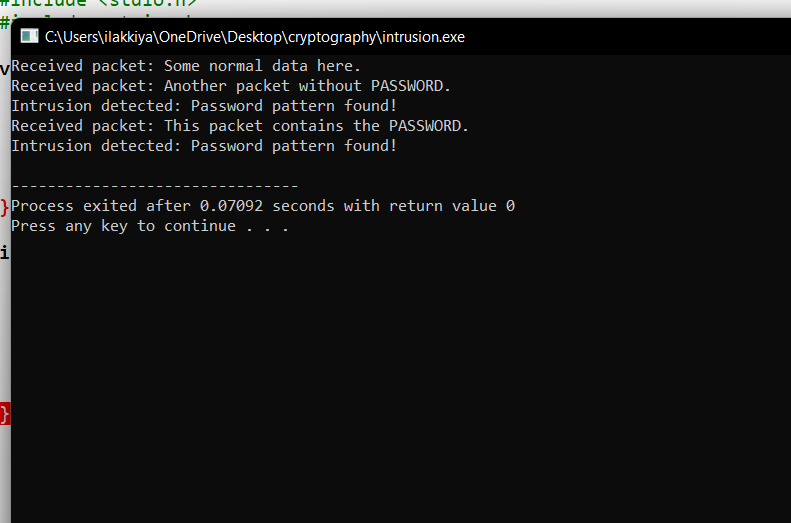 #include <stdio.h>
#
C:\Users\ilakkiya\OneDrive\Desktop\cryptography\intrusion.exe
v
Received packet: Some normal data here.
Received packet: Another packet without PASSWORD.
Intrusion detected: Password pattern found!
Received packet: This packet contains the PASSWORD.
Intrusion detected: Password pattern found!
--------------------------------
}
Process exited after 0.07092 seconds with return value 0
Press any key to continue . . .
i
}